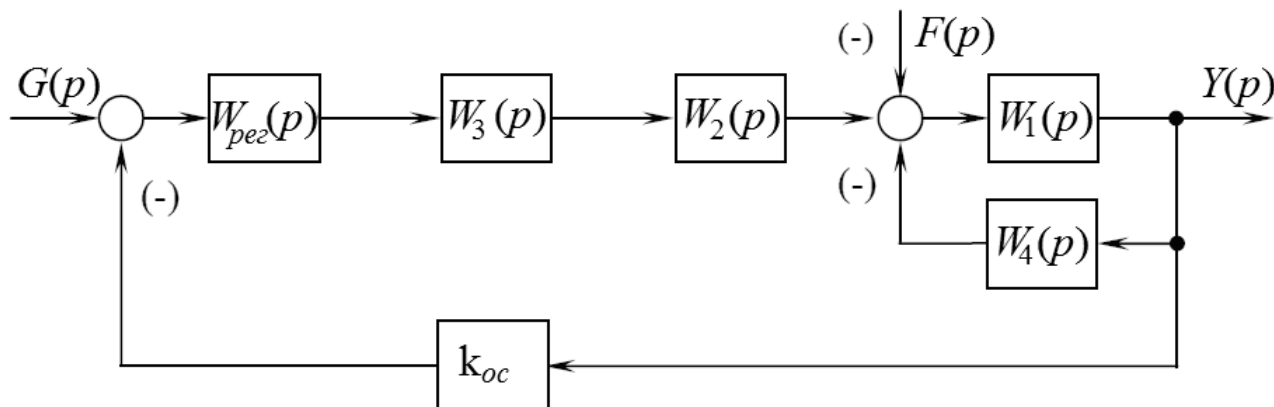 (-)
F(p)
G(p)
Y(p)
W_рег(p)
W_3(p)
W_2(p)
W_1(p)
(-)
(-)
W_4(p)
k_ос